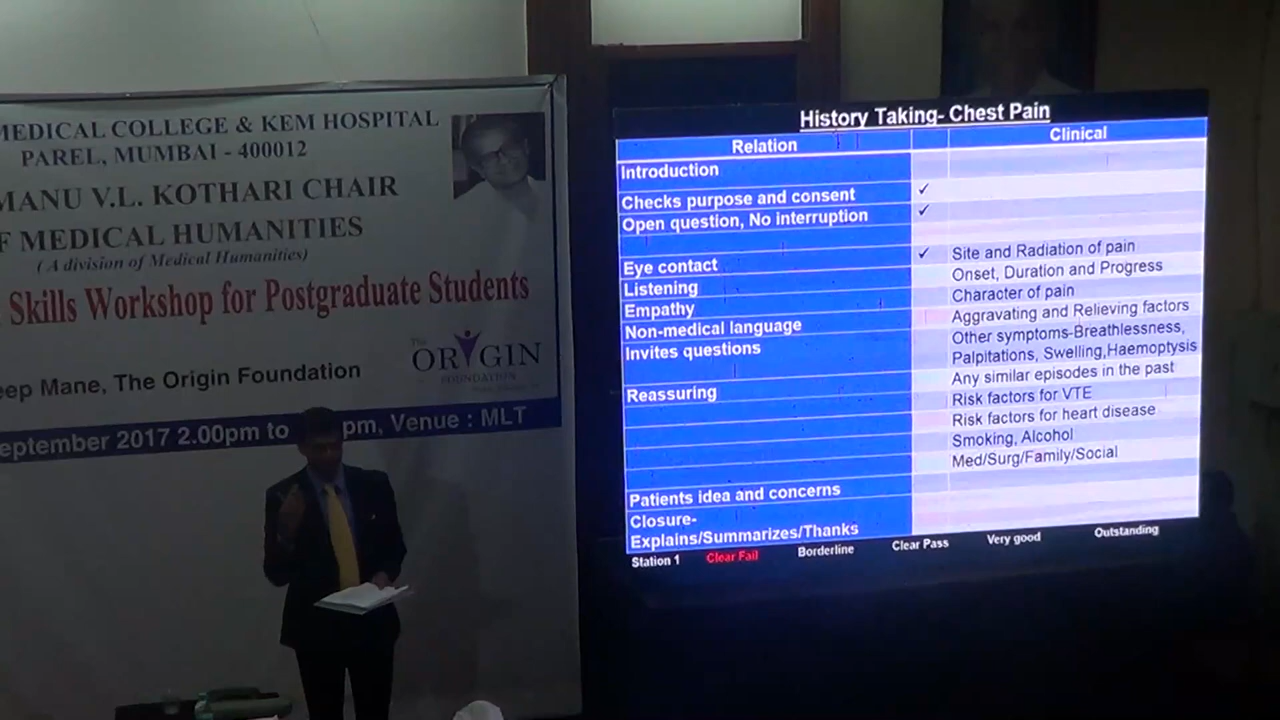 MEDICAL COLLEGE & KEM HOSPITAL
PAREL, MUMBAI - 400012
MANU V.L. KOTHARI CHAIR
F MEDICAL HUMANITIES
( A division of Medical Humanities)
Skills Workshop for Postgraduate Students
The
ORIGIN
FOUNDATION
eep Mane, The Origin Foundation
eptember 2017 2.00pm to pm, Venue : MLT
History Taking- Chest Pain
Relation
Clinical
Introduction
Checks purpose and consent ✓
Open question, No interruption ✓
Eye contact ✓ Site and Radiation of pain
Listening Onset, Duration and Progress
Empathy Character of pain
Non-medical language Aggravating and Relieving factors
Invites questions Other symptoms-Breathlessness,
Palpitations, Swelling,Haemoptysis
Reassuring Any similar episodes in the past
Risk factors for VTE
Risk factors for heart disease
Smoking, Alcohol
Med/Surg/Family/Social
Patients idea and concerns
Closure-
Explains/Summarizes/Thanks
Station 1 Clear Fail Borderline Clear Pass Very good Outstanding